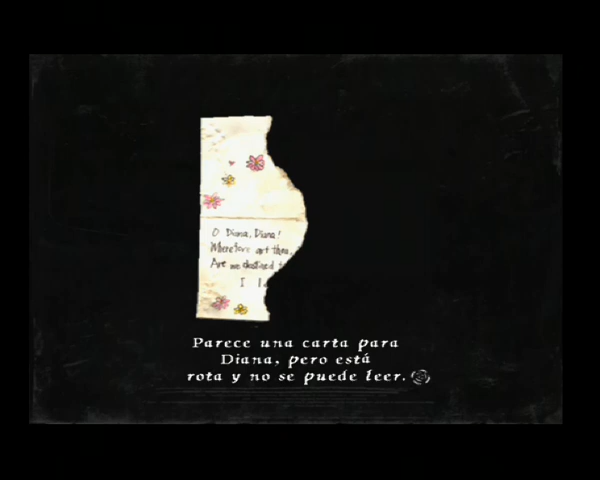 O Diana, Diana!
Wherefore art thou,
Are we destined t
I l
Parece una carta para
Diana, pero está
rota y no se puede leer.